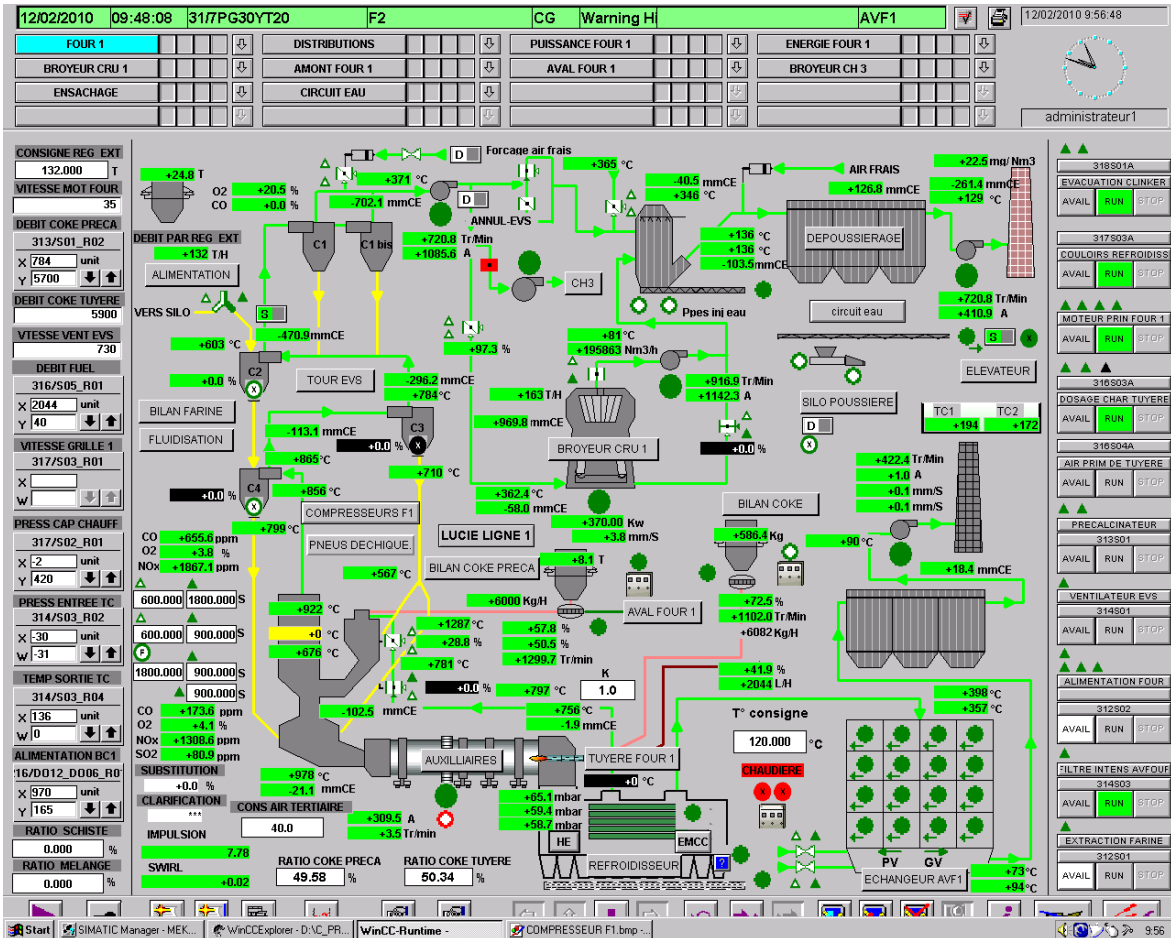 12/02/2010 09:48:08 31/7PG30YT20 F2 CG Warning Hi AVF1
12/02/2010 9:56:48
FOUR 1 DISTRIBUTIONS PUISSANCE FOUR 1 ENERGIE FOUR 1
BROYEUR CRU 1 AMONT FOUR 1 AVAL FOUR 1 BROYEUR CH 3
ENSACHAGE CIRCUIT EAU
administrateur1
CONSIGNE REG EXT
132.000 T
VITESSE MOT FOUR
35
DEBIT COKE PRECA
313/S01_R02
X 784 unit
Y 5700
DEBIT COKE TUYERE
5900
VTESSE VENT EVS
730
DEBIT FUEL
316/S05_R01
X 2044 unit
Y 40
VITESSE GRILLE 1
317/S03_R01
X unit
W
PRESS CAP CHAUFF
317/S02_R01
X -2 unit
Y 420
PRESS ENTREE TC
314/S03_R02
X -30 unit
W -31
TEMP SORTIE TC
314/S03_R04
X 136 unit
W 0
ALIMENTATION BC1
16/DO12_DO06_R0
X 970 unit
Y 165
RATIO SCHISTE
0.000 %
RATIO MELANGE
0.000 %
+24.8 T
O2 +20.5 %
CO +0.0 %
DEBIT PAR REG EXT
+132 T/H
ALIMENTATION
VERS SILO
S
+603 °C
C2
X
+0.0 %
BILAN FARINE
FLUIDISATION
C4
X
+0.0 %
+799 °C
CO +655.6 ppm
O2 +3.8 %
NOx +1867.1 ppm
600.000 1800.000 S
600.000 900.000 S
F
1800.000 900.000 S
900.000 S
CO +173.6 ppm
O2 +4.1 %
NOx +1308.6 ppm
SO2 +80.9 ppm
SUBSTITUTION
+0.0 %
CLARIFICATION
***
IMPULSION
7.78
SWIRL
+0.02
D Forcage air frais
+371 °C
-702.1 mmCE
D
ANNUL-EVS
C1 C1 bis
+720.8 Tr/Min
+1085.6 A
CH3
-470.9 mmCE
+97.3 %
TOUR EVS
-296.2 mmCE
+784 °C
-113.1 mmCE
C3
+0.0 %
X
+865 °C
+710 °C
+856 °C
COMPRESSEURS F1
PNEUS DECHIQUE.
LUCIE LIGNE 1
BILAN COKE PRECA
+567 °C
+922 °C
+0 °C
+676 °C
+6000 Kg/H
+1287 °C
+28.8 %
+781 °C
+0.0 %
+57.8 %
+50.5 %
+1299.7 Tr/min
AVAL FOUR 1
+8.1 T
K
1.0
+797 °C
-102.5 mmCE
+756 °C
-1.9 mmCE
AUXILLIAIRES
TUYERE FOUR 1
+0 °C
+978 °C
-21.1 mmCE
CONS AIR TERTIAIRE
40.0
+309.5 A
+3.5 Tr/min
+65.1 mbar
+59.4 mbar
+58.7 mbar
HE EMCC
REFROIDISSEUR
?
RATIO COKE PRECA
49.58 %
RATIO COKE TUYERE
50.34 %
+365 °C
+346 °C
-40.5 mmCE
AIR FRAIS
+126.8 mmCE
+22.5 mg/ Nm3
-261.4 mmCE
+129 °C
+136 °C
+136 °C
-103.5 mmCE
DEPOUSSIERAGE
Ppes inj eau
circuit eau
+720.8 Tr/Min
+410.9 A
S X
ELEVATEUR
+81 °C
+195863 Nm3/h
+163 T/H
+969.8 mmCE
BROYEUR CRU 1
+916.9 Tr/Min
+1142.3 A
+0.0 %
SILO POUSSIERE
D
X
TC1 TC2
+194 +172
+362.4 °C
-58.0 mmCE
+370.00 Kw
+3.8 mm/S
BILAN COKE
+586.4 Kg
+422.4 Tr/Min
+1.0 A
+0.1 mm/S
+0.1 mm/S
+90 °C
+18.4 mmCE
+72.5 %
+1102.0 Tr/Min
+6082 Kg/H
+41.9 %
+2044 L/H
T° consigne
120.000 °C
CHAUDIERE
X X
+398 °C
+357 °C
PV GV
ECHANGEUR AVF1
+73 °C
+94 °C
318S01A
EVACUATION CLINKER
AVAIL RUN STOP
317S03A
COULOIRS REFROIDISS
AVAIL RUN STOP
MOTEUR PRIN FOUR 1
AVAIL RUN STOP
316S03A
DOSAGE CHAR TUYERE
AVAIL RUN STOP
316S04A
AIR PRIM DE TUYERE
AVAIL RUN STOP
PRECALCINATEUR
313S01
AVAIL RUN STOP
VENTILATEUR EVS
314S01
AVAIL RUN STOP
ALIMENTATION FOUR
312S02
AVAIL RUN STOP
FILTRE INTENS AVFOUR
314S03
AVAIL RUN STOP
EXTRACTION FARINE
312S01
AVAIL RUN STOP
Start SIMATIC Manager - MEK... WinCCExplorer - D:\C_PR... WinCC-Runtime - COMPRESSEUR F1.bmp -... 9:56